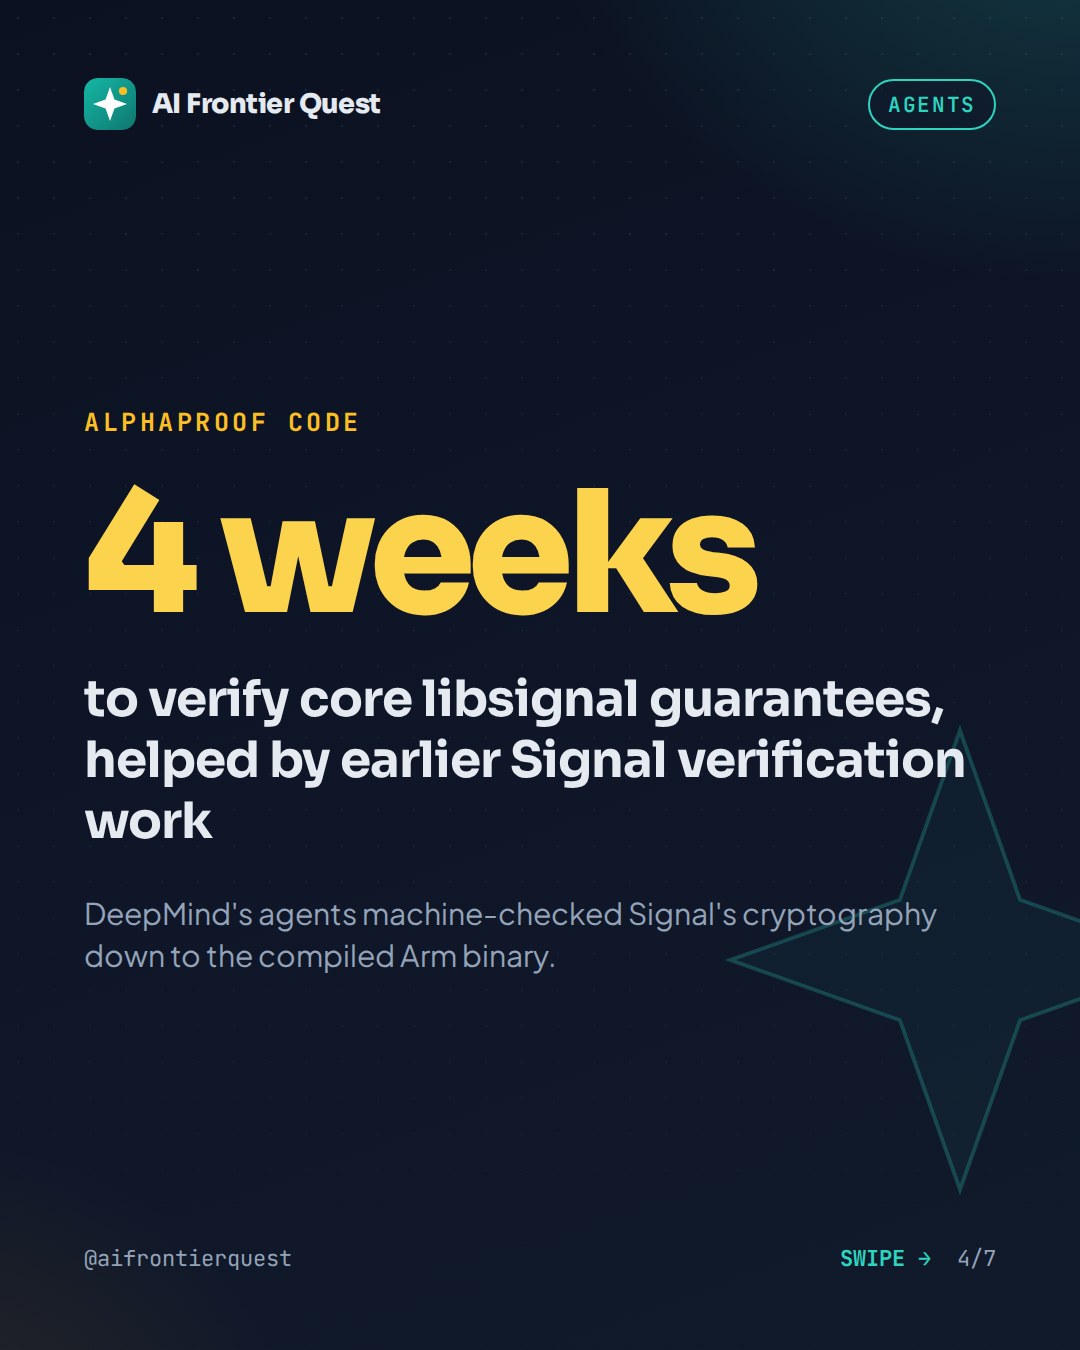 AI Frontier Quest
AGENTS
ALPHAPROOF CODE
4 weeks
to verify core libsignal guarantees,
helped by earlier Signal verification
work
DeepMind's agents machine-checked Signal's cryptography
down to the compiled Arm binary.
@aifrontierquest
SWIPE → 4/7